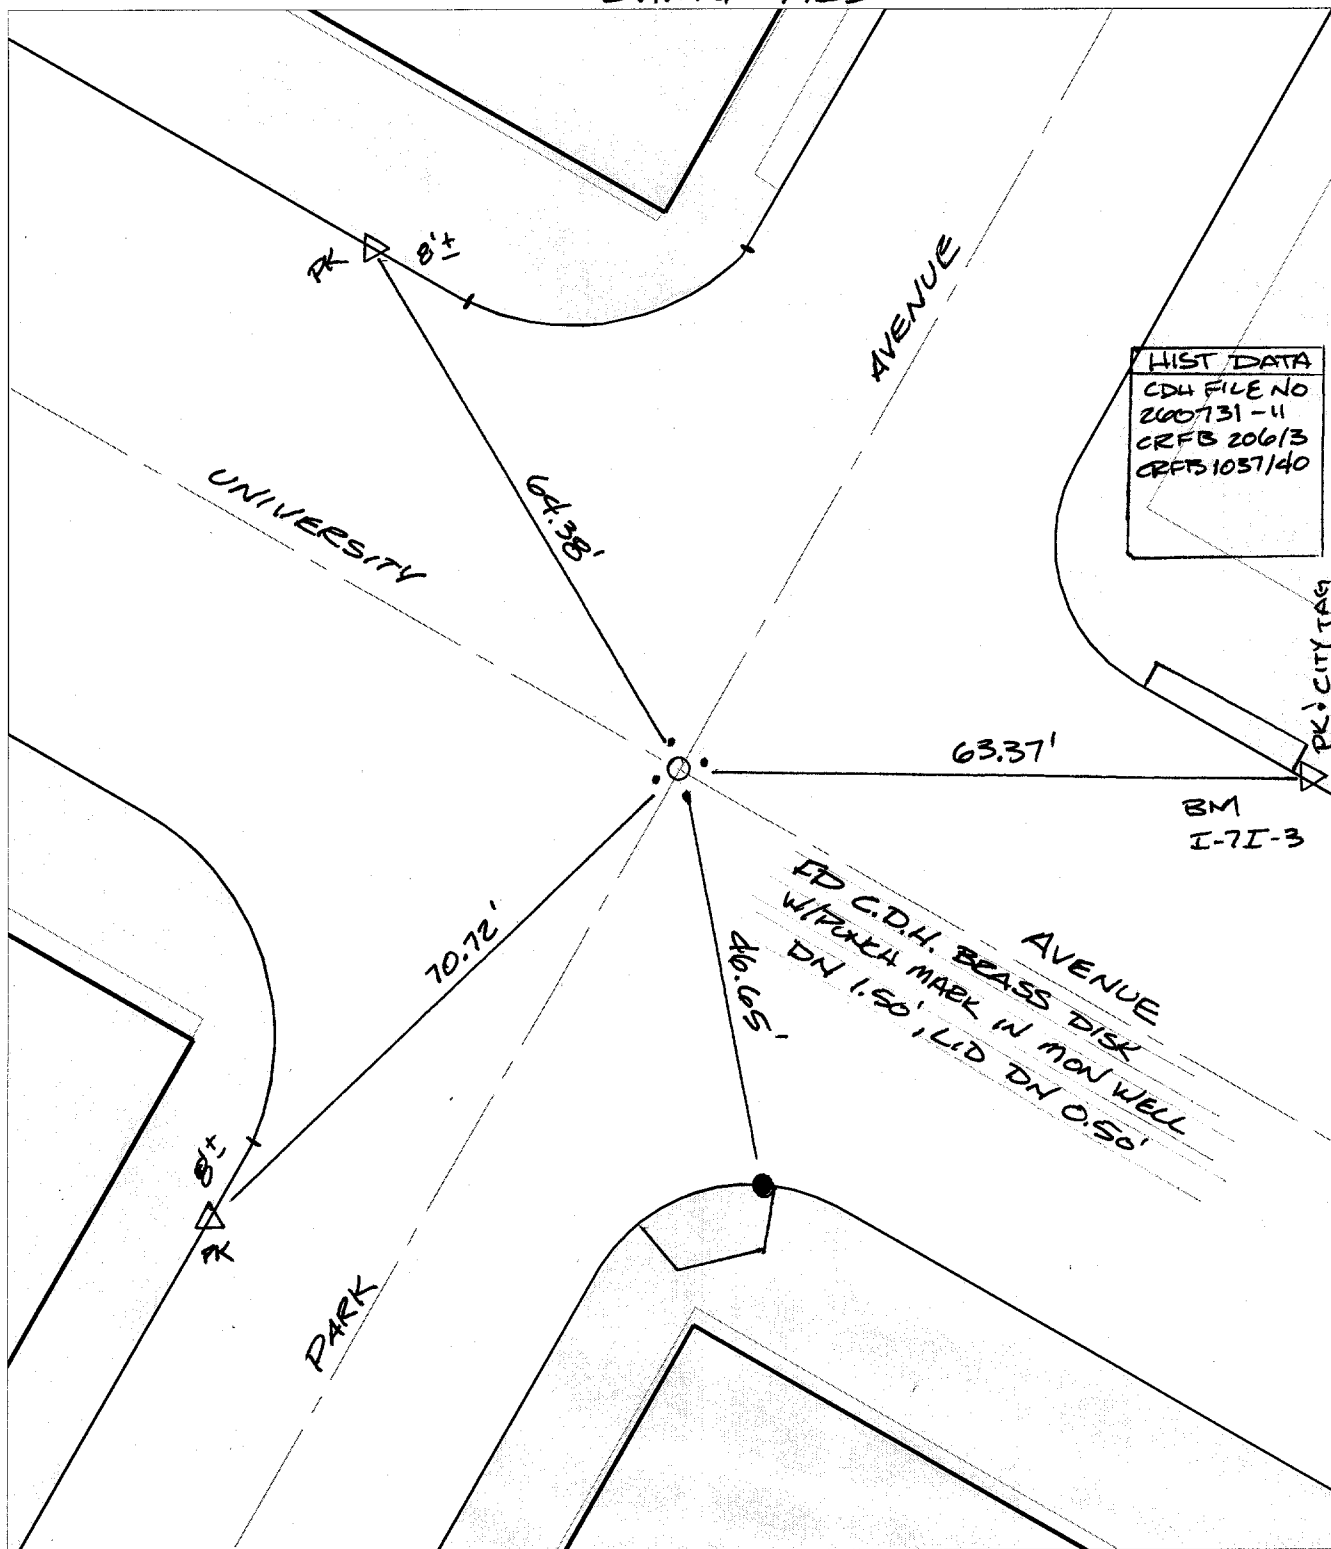 PK
8'±
AVENUE
HIST DATA
CDH FILE NO
260731-11
CRFB 206/3
CRFB 1037/40
UNIVERSITY
64.38'
PK & CITY TAG
63.37'
BM
I-7I-3
70.72'
46.65'
AVENUE
FD C.D.H. BRASS DISK
W/PUNCH MARK IN MON WELL
DN 1.50', LID DN 0.50'
8'±
PK
PARK